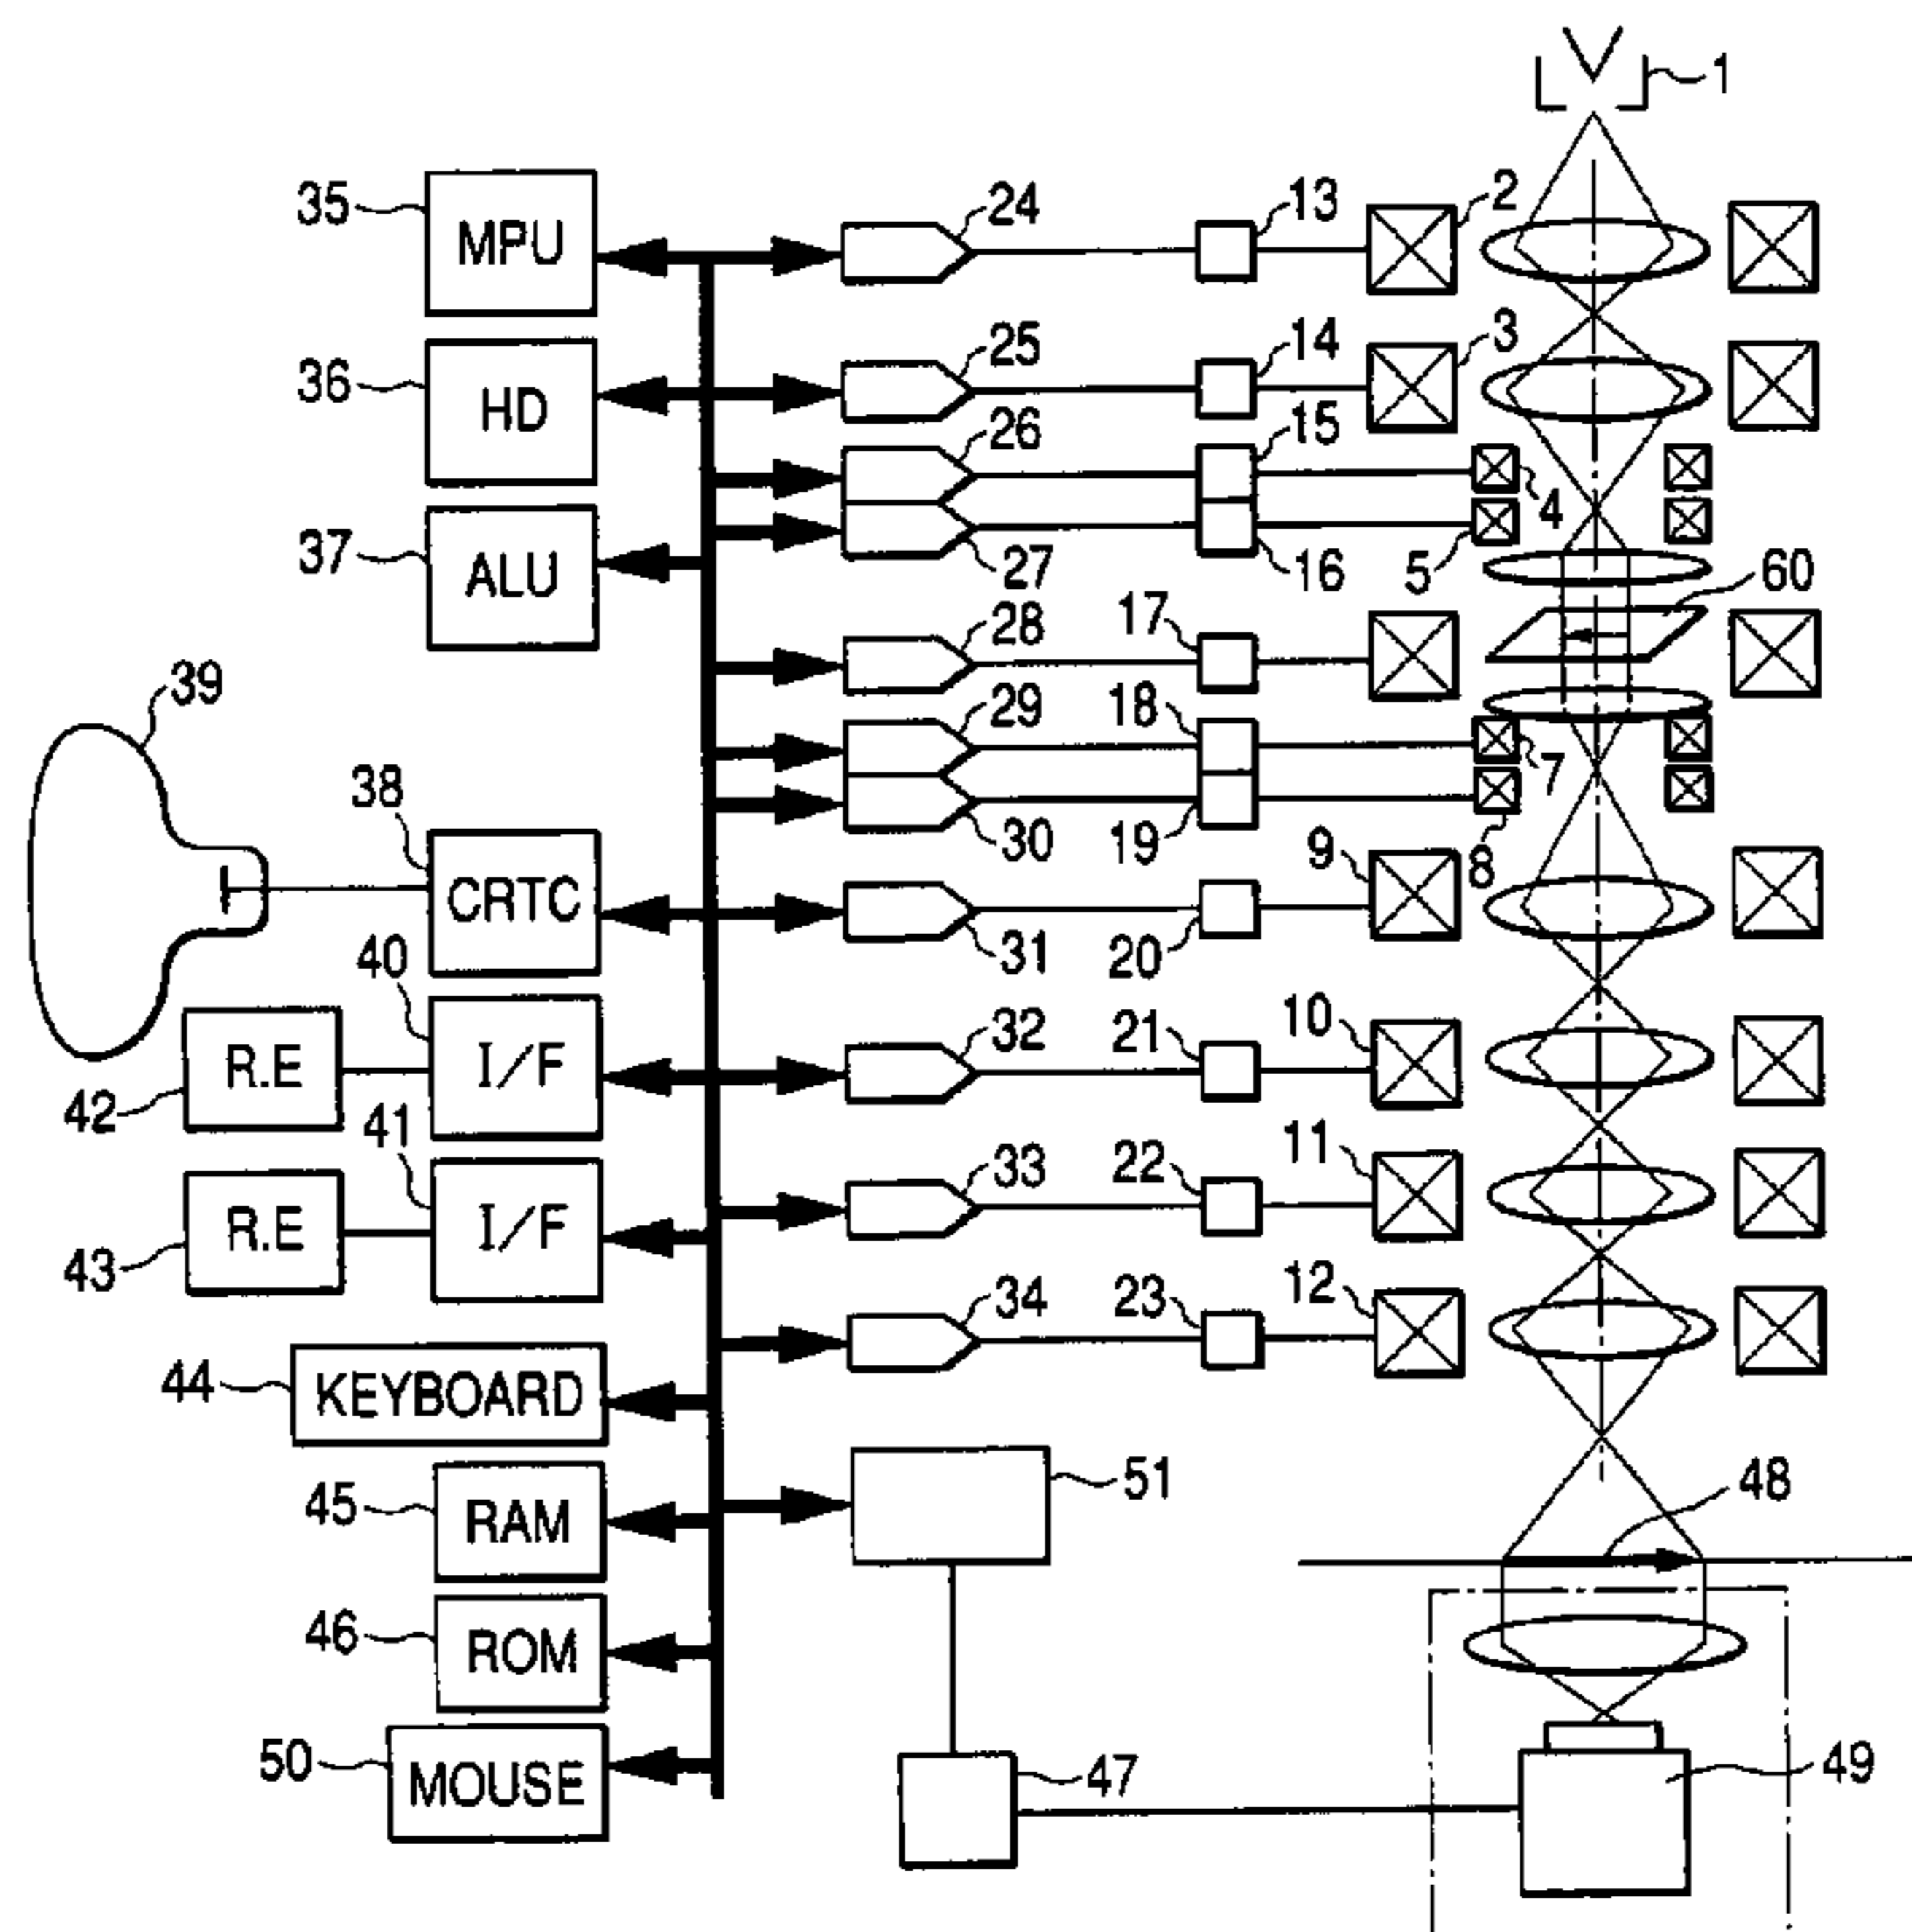 1
35 MPU 24 13 2
36 HD 25 14 3
26 15 4
37 ALU 27 16 5 60
28 17
39 29 18 7
38 CRTC 30 19 8
31 20 9
40 I/F 32 21 10
42 R.E
41 I/F 33 22 11
43 R.E
34 23 12
44 KEYBOARD
45 RAM 51 48
46 ROM
50 MOUSE 47 49